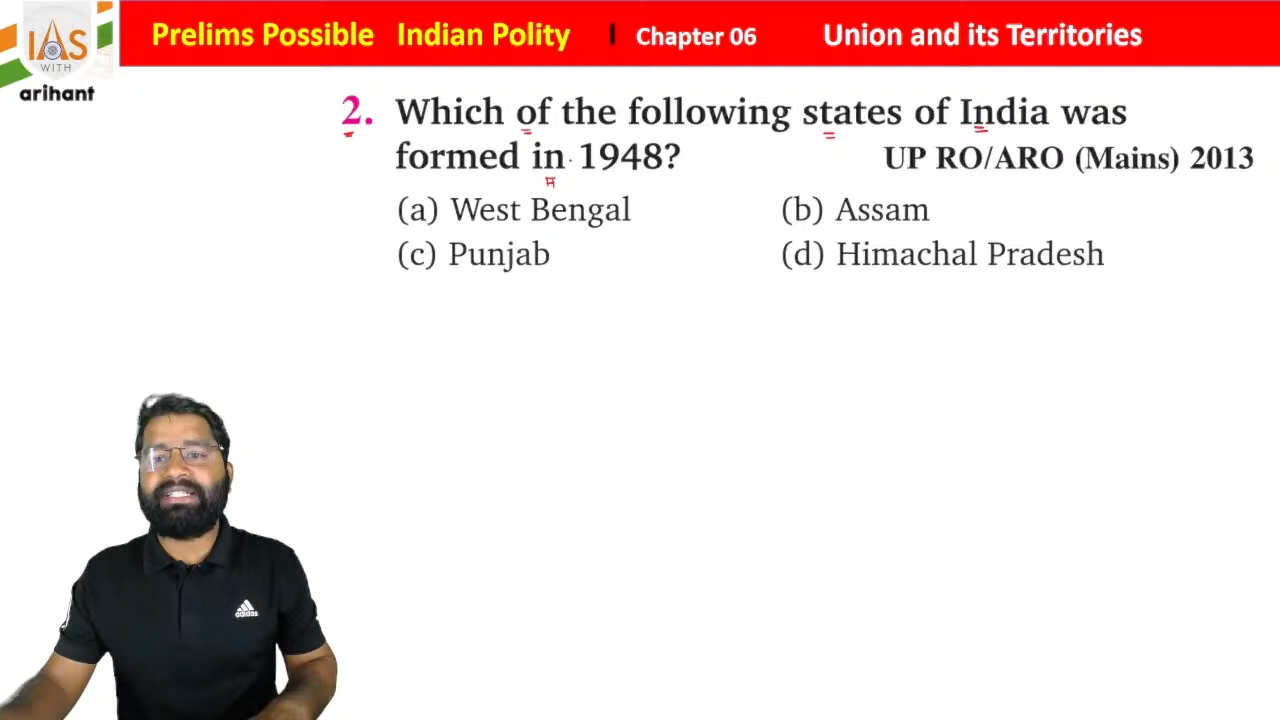 IAS
WITH
arihant
Prelims Possible Indian Polity | Chapter 06 Union and its Territories
2. Which of the following states of India was
formed in 1948? UP RO/ARO (Mains) 2013
(a) West Bengal (b) Assam
(c) Punjab (d) Himachal Pradesh
adidas